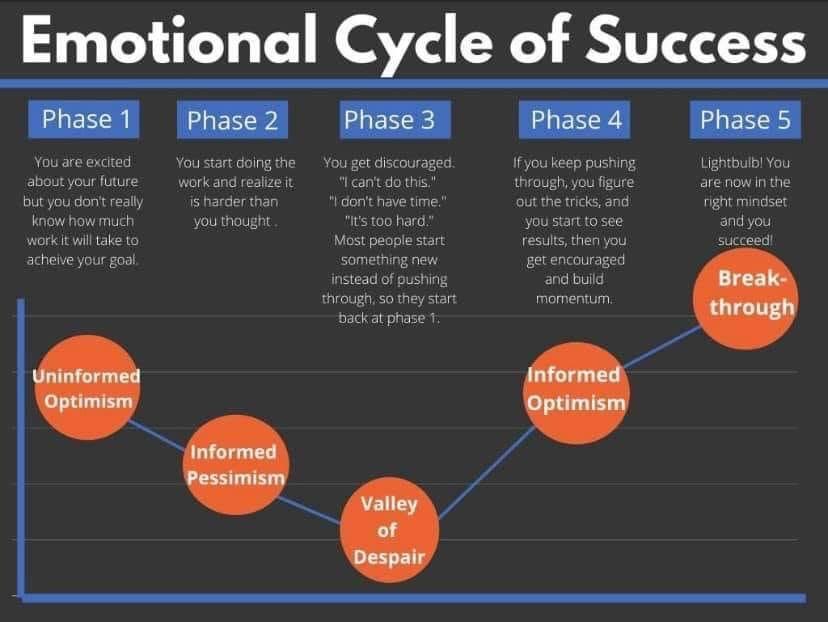 Emotional Cycle of Success
Phase 1
You are excited
about your future
but you don't really
know how much
work it will take to
acheive your goal.
Phase 2
You start doing the
work and realize it
is harder than
you thought .
Phase 3
You get discouraged.
"I can't do this."
"I don't have time."
"It's too hard."
Most people start
something new
instead of pushing
through, so they start
back at phase 1.
Phase 4
If you keep pushing
through, you figure
out the tricks, and
you start to see
results, then you
get encouraged
and build
momentum.
Phase 5
Lightbulb! You
are now in the
right mindset
and you
succeed!
Uninformed
Optimism
Informed
Pessimism
Valley
of
Despair
Informed
Optimism
Break-
through